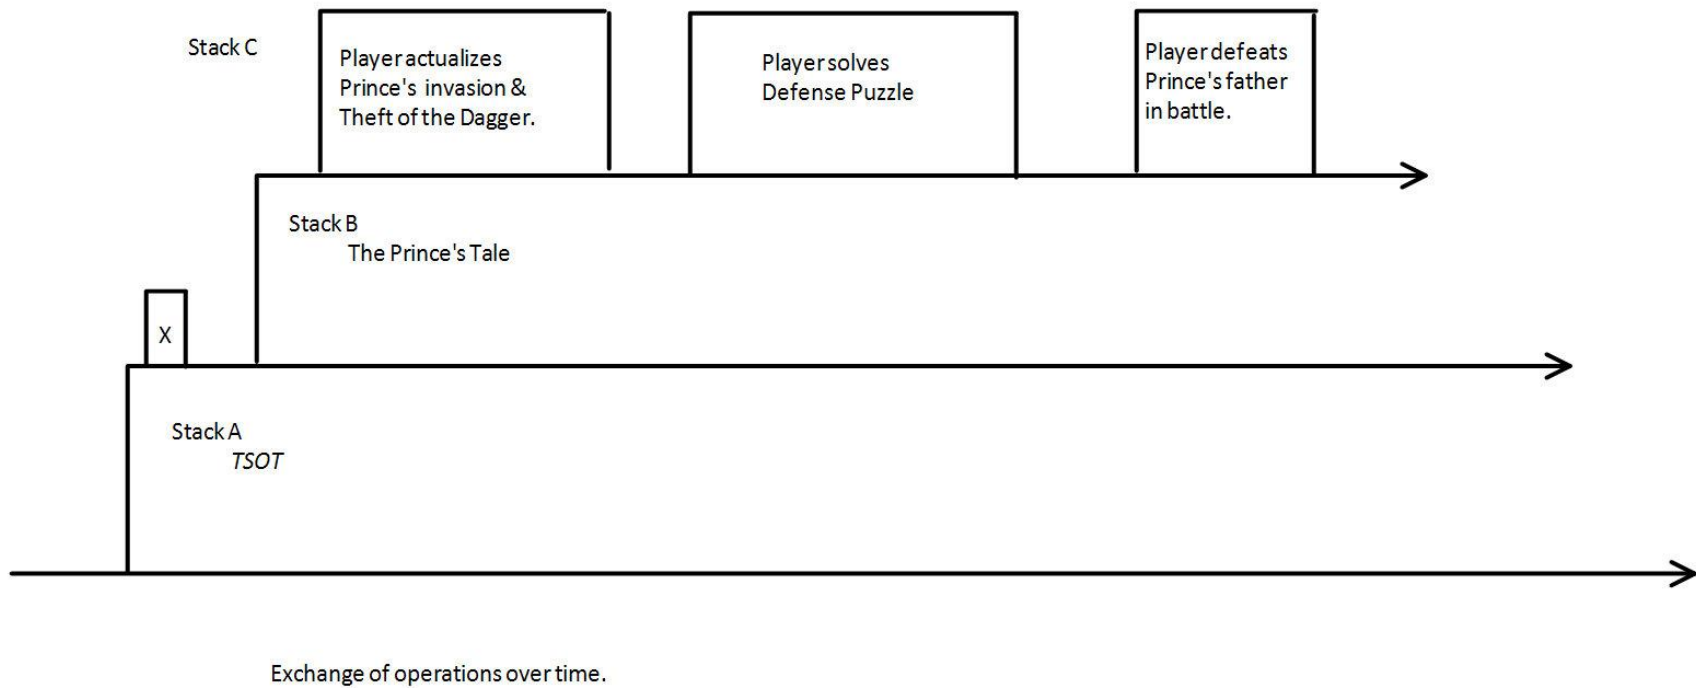 Stack C
Player actualizes
Prince's invasion &
Theft of the Dagger.
Player solves
Defense Puzzle
Player defeats
Prince's father
in battle.
Stack B
The Prince's Tale
X
Stack A
TSOT
Exchange of operations over time.